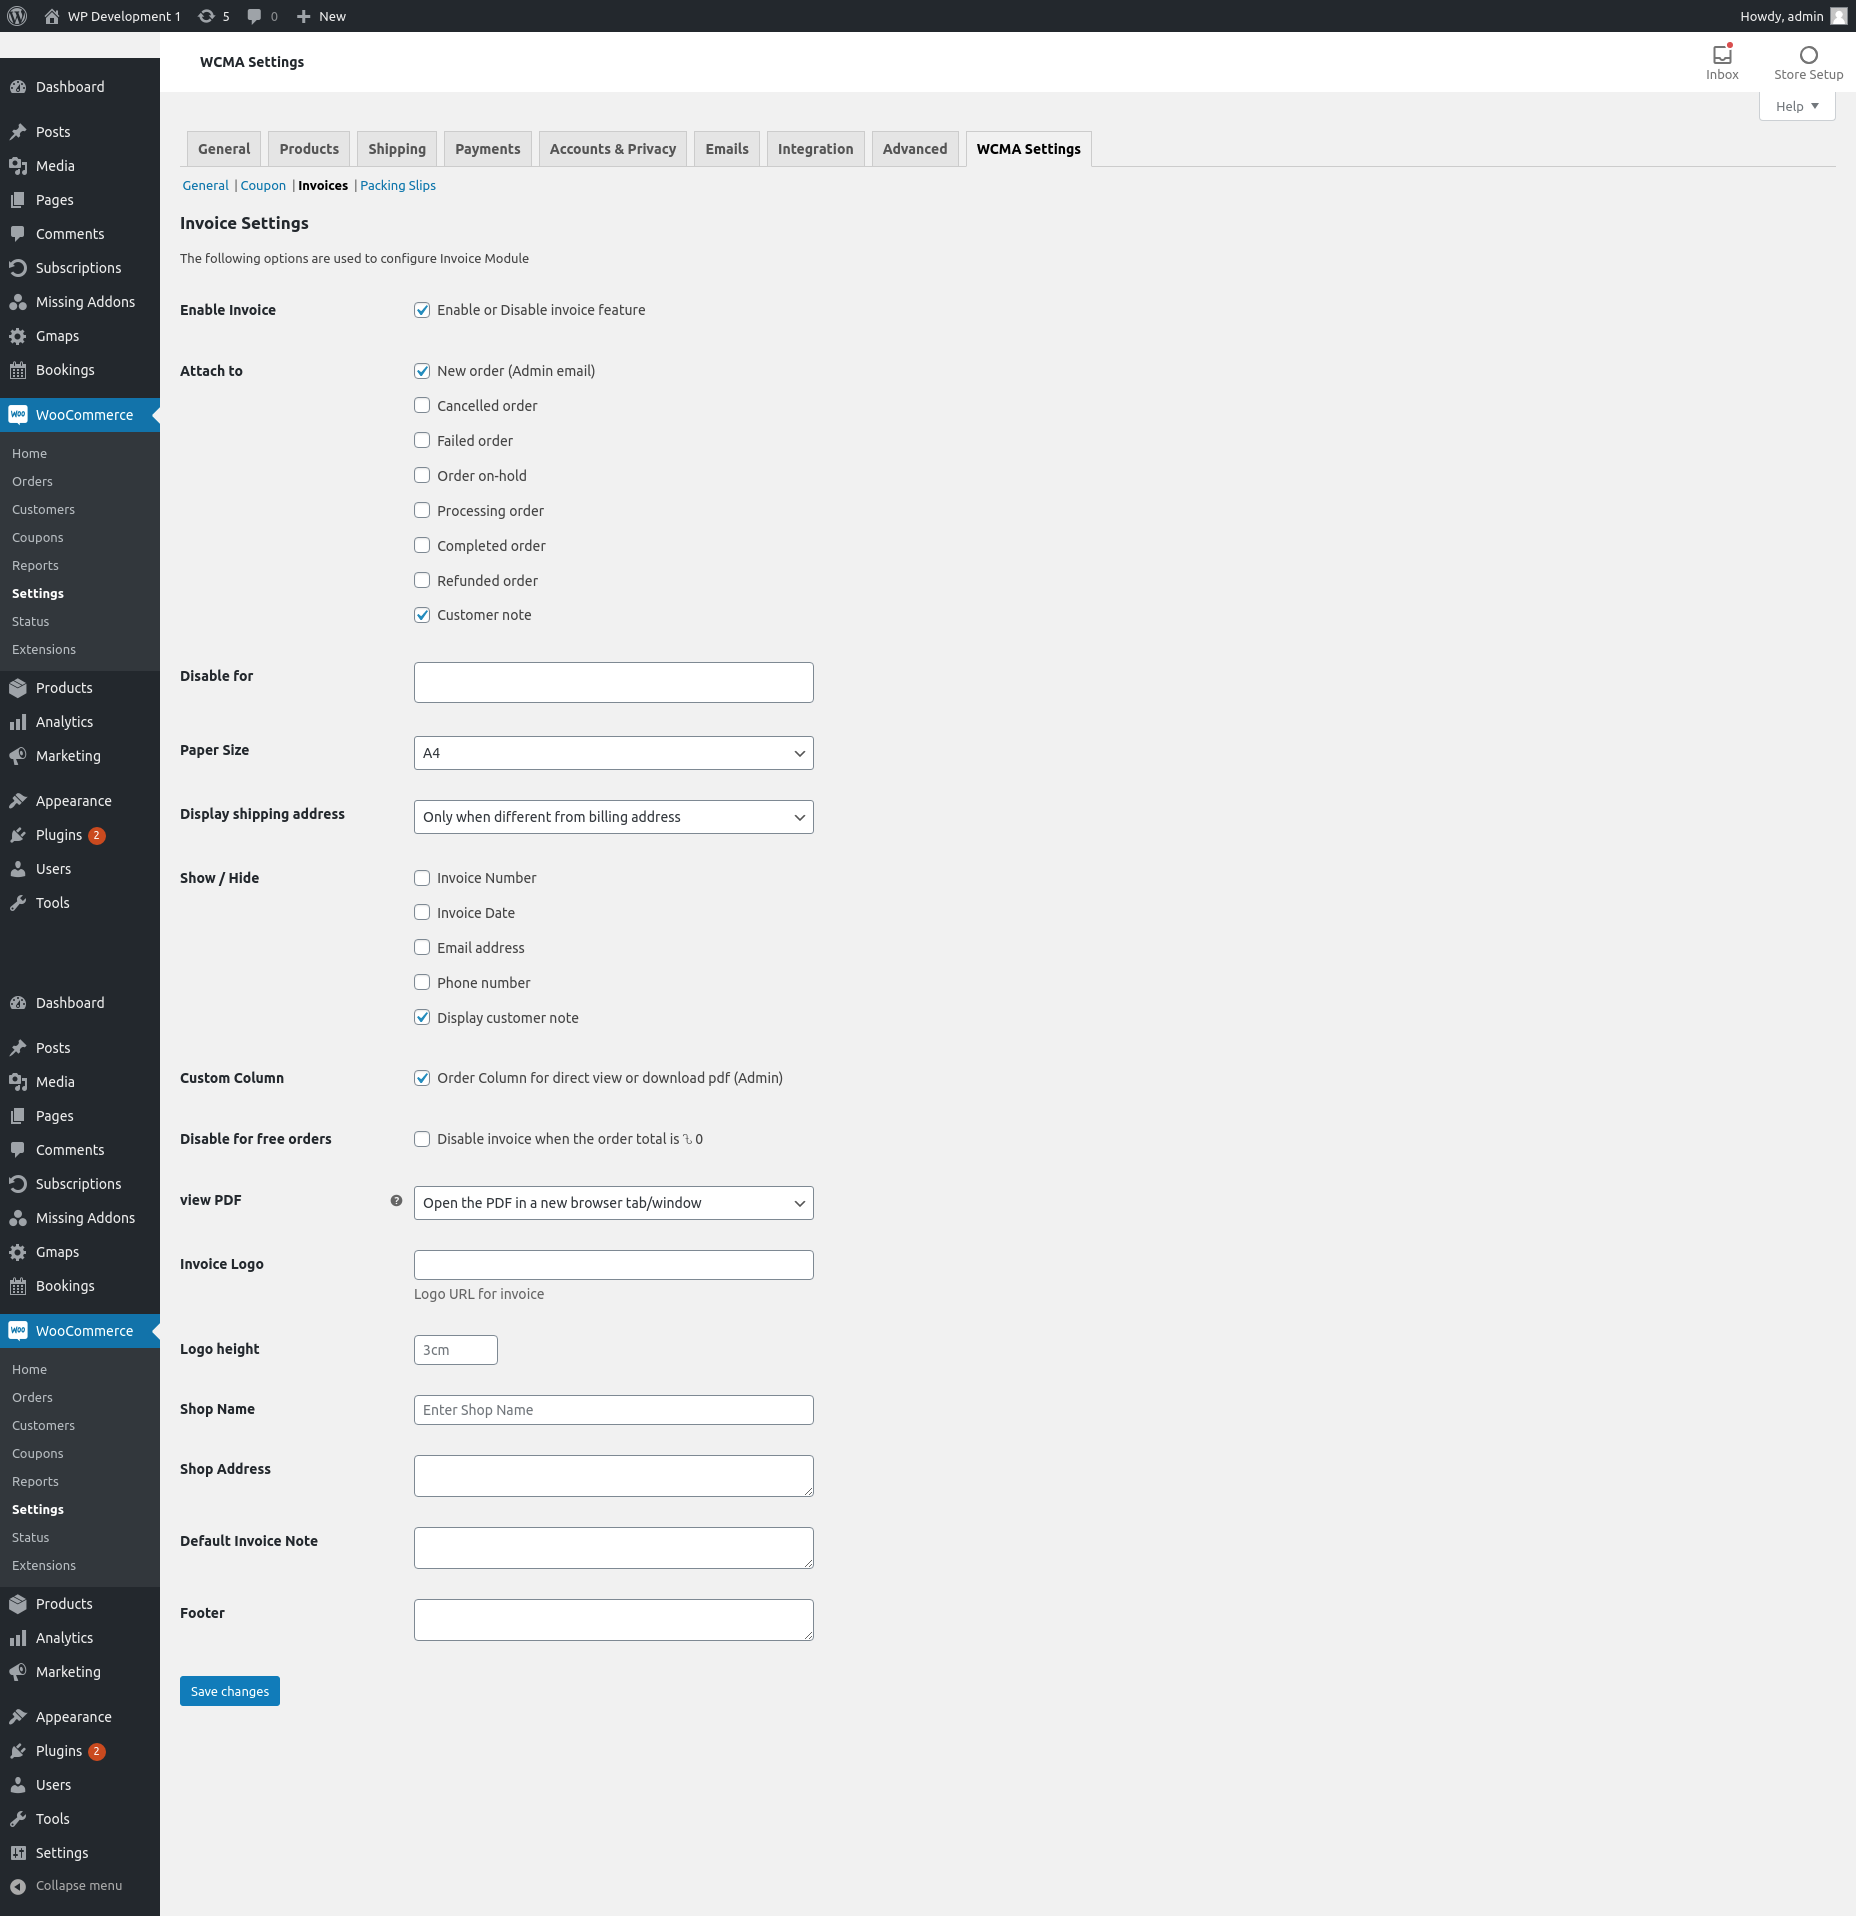 WP Development 1 5 0 New Howdy, admin
WCMA Settings
Inbox
Store Setup
Help
Dashboard
Posts
Media
Pages
Comments
Subscriptions
Missing Addons
Gmaps
Bookings
WooCommerce
Home
Orders
Customers
Coupons
Reports
Settings
Status
Extensions
Products
Analytics
Marketing
Appearance
Plugins 2
Users
Tools
Dashboard
Posts
Media
Pages
Comments
Subscriptions
Missing Addons
Gmaps
Bookings
WooCommerce
Home
Orders
Customers
Coupons
Reports
Settings
Status
Extensions
Products
Analytics
Marketing
Appearance
Plugins 2
Users
Tools
Settings
Collapse menu
General Products Shipping Payments Accounts & Privacy Emails Integration Advanced WCMA Settings
General | Coupon | Invoices | Packing Slips
Invoice Settings
The following options are used to configure Invoice Module
Enable Invoice Enable or Disable invoice feature
Attach to New order (Admin email)
Cancelled order
Failed order
Order on-hold
Processing order
Completed order
Refunded order
Customer note
Disable for
Paper Size A4
Display shipping address Only when different from billing address
Show / Hide Invoice Number
Invoice Date
Email address
Phone number
Display customer note
Custom Column Order Column for direct view or download pdf (Admin)
Disable for free orders Disable invoice when the order total is 0
view PDF ? Open the PDF in a new browser tab/window
Invoice Logo
Logo URL for invoice
Logo height 3cm
Shop Name Enter Shop Name
Shop Address
Default Invoice Note
Footer
Save changes